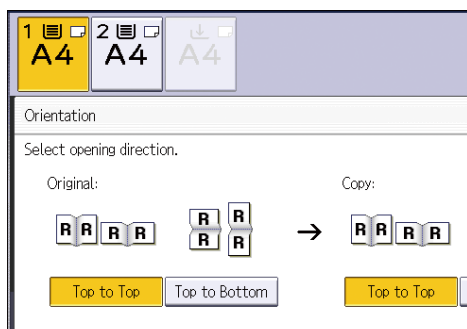 1 A4 2 A4 A4
Orientation
Select opening direction.
Original: Copy:
R R R R R R R R → R R R R
Top to Top Top to Bottom Top to Top